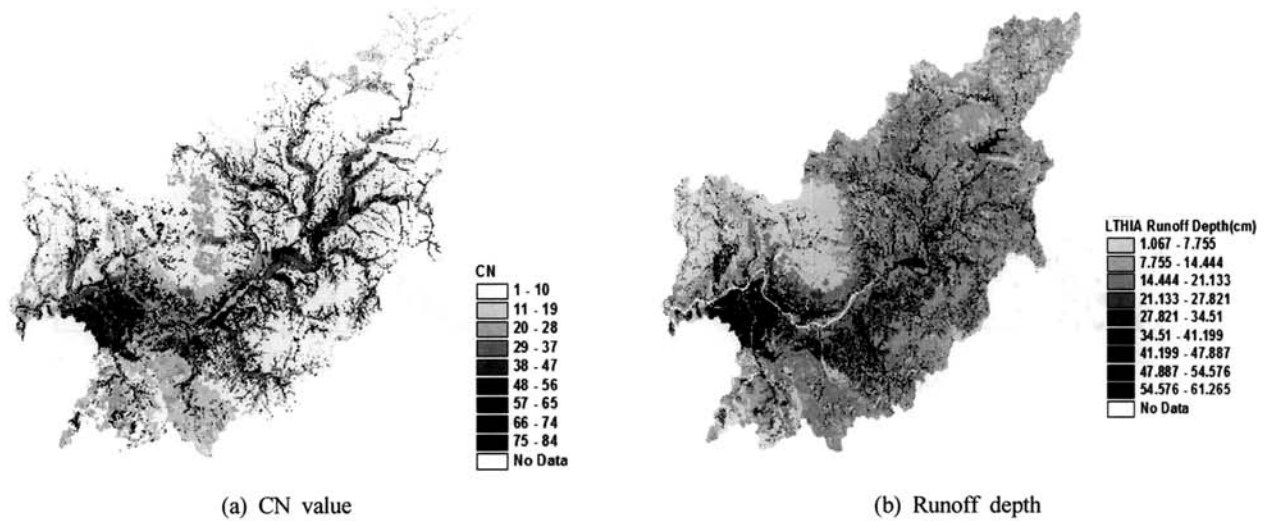 CN
1 - 10
11 - 19
20 - 28
29 - 37
38 - 47
48 - 56
57 - 65
66 - 74
75 - 84
No Data
(a) CN value
LTHIA Runoff Depth(cm)
1.067 - 7.755
7.755 - 14.444
14.444 - 21.133
21.133 - 27.821
27.821 - 34.51
34.51 - 41.199
41.199 - 47.887
47.887 - 54.576
54.576 - 61.265
No Data
(b) Runoff depth